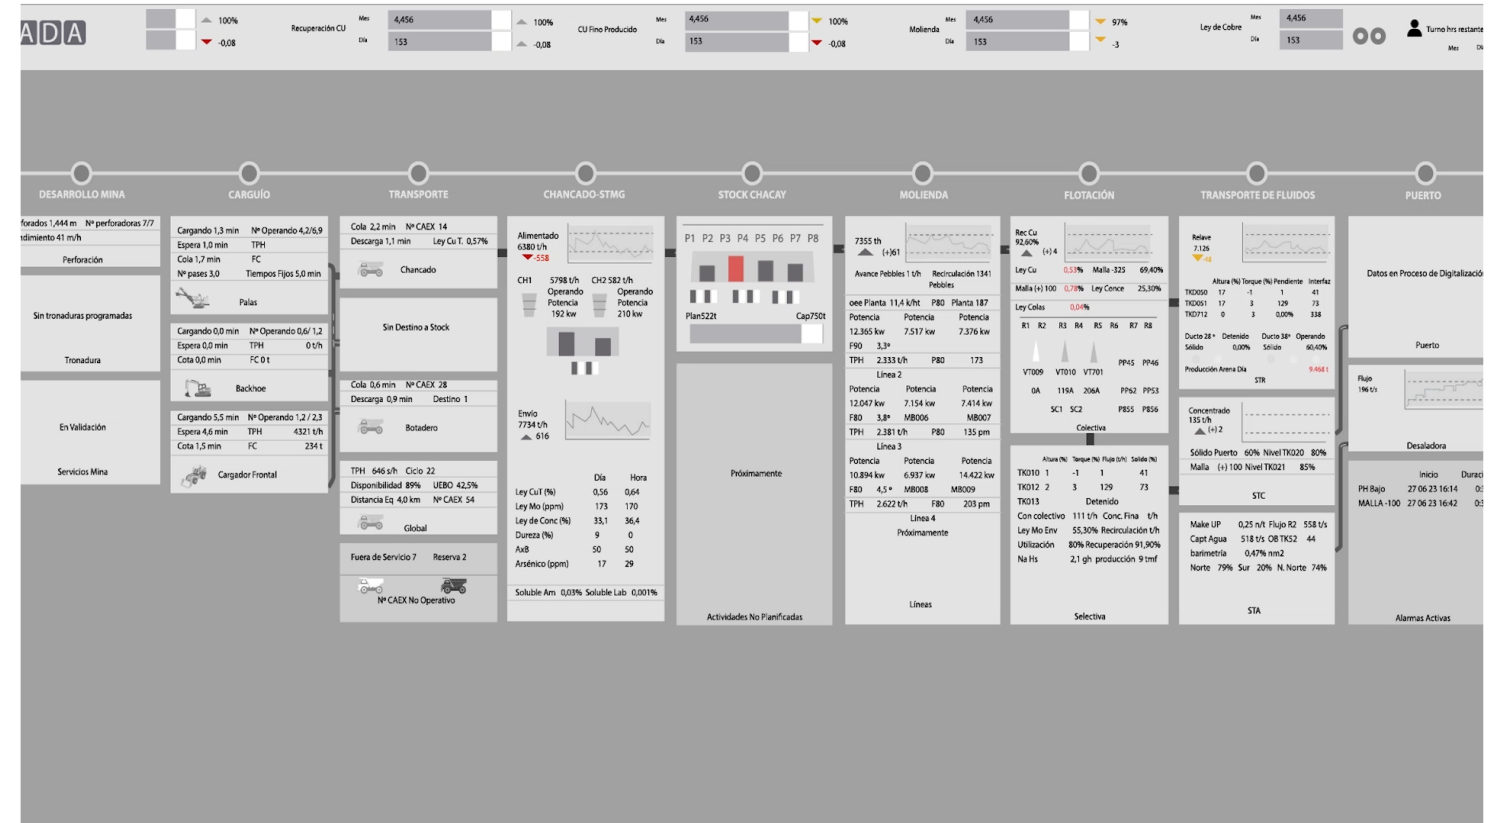 ADA
100%
-0,08
Recuperación CU
Mes 4,456
Día 153
100%
-0,08
CU Fino Producido
Mes 4,456
Día 153
100%
-0,08
Molienda
Mes 4,456
Día 153
97%
-3
Ley de Cobre
Mes 4,456
Día 153
Turno hrs restante
Mes
DESARROLLO MINA
CARGUÍO
TRANSPORTE
CHANCADO-STMG
STOCK CHACAY
MOLIENDA
FLOTACIÓN
TRANSPORTE DE FLUIDOS
PUERTO
forados 1,444 m Nº perforadoras 7/7
ndimiento 41 m/h
Perforación
Sin tronaduras programadas
Tronadura
En Validación
Servicios Mina
Cargando 1,3 min Nº Operando 4,2/6,9
Espera 1,0 min TPH
Cola 1,7 min FC
Nº pases 3,0 Tiempos Fijos 5,0 min
Palas
Cargando 0,0 min Nº Operando 0,6/ 1,2
Espera 0,0 min TPH 0 t/h
Cota 0,0 min FC 0 t
Backhoe
Cargando 5,5 min Nº Operando 1,2 / 2,3
Espera 4,6 min TPH 4321 t/h
Cota 1,5 min FC 234 t
Cargador Frontal
Cola 2,2 min Nº CAEX 14
Descarga 1,1 min Ley Cu T. 0,57%
Chancado
Sin Destino a Stock
Cola 0,6 min Nº CAEX 28
Descarga 0,9 min Destino 1
Botadero
TPH 646 s/h Ciclo 22
Disponibilidad 89% UEBO 42,5%
Distancia Eq 4,0 km Nº CAEX 54
Global
Fuera de Servicio 7 Reserva 2
Nº CAEX No Operativo
Alimentado
6380 t/h
-558
CH1 5798 t/h CH2 582 t/h
Operando Operando
Potencia Potencia
192 kw 210 kw
Envío
7734 t/h
616
Día Hora
Ley CuT (%) 0,56 0,64
Ley Mo (ppm) 173 170
Ley de Conc (%) 33,1 36,4
Dureza (%) 9 0
AxB 50 50
Arsénico (ppm) 17 29
Soluble Am 0,03% Soluble Lab 0,001%
P1 P2 P3 P4 P5 P6 P7 P8
Plan522t Cap750t
Próximamente
Actividades No Planificadas
7355 th
(+)61
Avance Pebbles 1 t/h Recirculación 1341
Pebbles
oee Planta 11,4 k/ht P80 Planta 187
Potencia Potencia Potencia
12.365 kw 7.517 kw 7.376 kw
F90 3,3º
TPH 2.333 t/h P80 173
Línea 2
Potencia Potencia Potencia
12.047 kw 7.154 kw 7.414 kw
F80 3,8º MB006 MB007
TPH 2.381 t/h P80 135 pm
Línea 3
Potencia Potencia Potencia
10.894 kw 6.937 kw 14.422 kw
F80 4,5 º MB008 MB009
TPH 2.622 t/h F80 203 pm
Línea 4
Próximamente
Líneas
Rec Cu
92,60%
(+) 4
Ley Cu 0,53% Malla -325 69,40%
Malla (+) 100 0,78% Ley Conce 25,30%
Ley Colas 0,04%
R1 R2 R3 R4 R5 R6 R7 R8
PP45 PP46
VT009 VT010 VT701
0A 119A 206A PP62 PP53
SC1 SC2 P855 P856
Colectiva
Altura (%) Torque (%) Flujo (t/h) Solido (%)
TK010 1 -1 1 41
TK012 2 3 129 73
TK013 Detenido
Con colectivo 111 t/h Conc. Fina t/h
Ley Mo Env 55,30% Recirculación t/h
Utilización 80% Recuperación 91,90%
Na Hs 2,1 gh producción 9 tmf
Selectiva
Relave
7.126
Altura (%) Torque (%) Pendiente Interfaz
TKD050 17 -1 1 41
TKD051 17 3 129 73
TKD712 0 3 0,00% 338
Ducto 28º Detenido Ducto 38º Operando
Sólido 0,00% Sólido 60,40%
Producción Arena Día 9.468 t
STR
Concentrado
135 t/h
(+) 2
Sólido Puerto 60% Nivel TK020 80%
Malla (+) 100 Nivel TK021 85%
STC
Make UP 0,25 n/t Flujo R2 558 t/s
Capt Agua 518 t/s OB TK52 44
barimetría 0,47% nm2
Norte 79% Sur 20% N. Norte 74%
STA
Datos en Proceso de Digitalizació
Puerto
Flujo
196 t/s
Desaladora
Inicio Duraci
PH Bajo 27 06 23 16:14
MALLA -100 27 06 23 16:42
Alarmas Activas